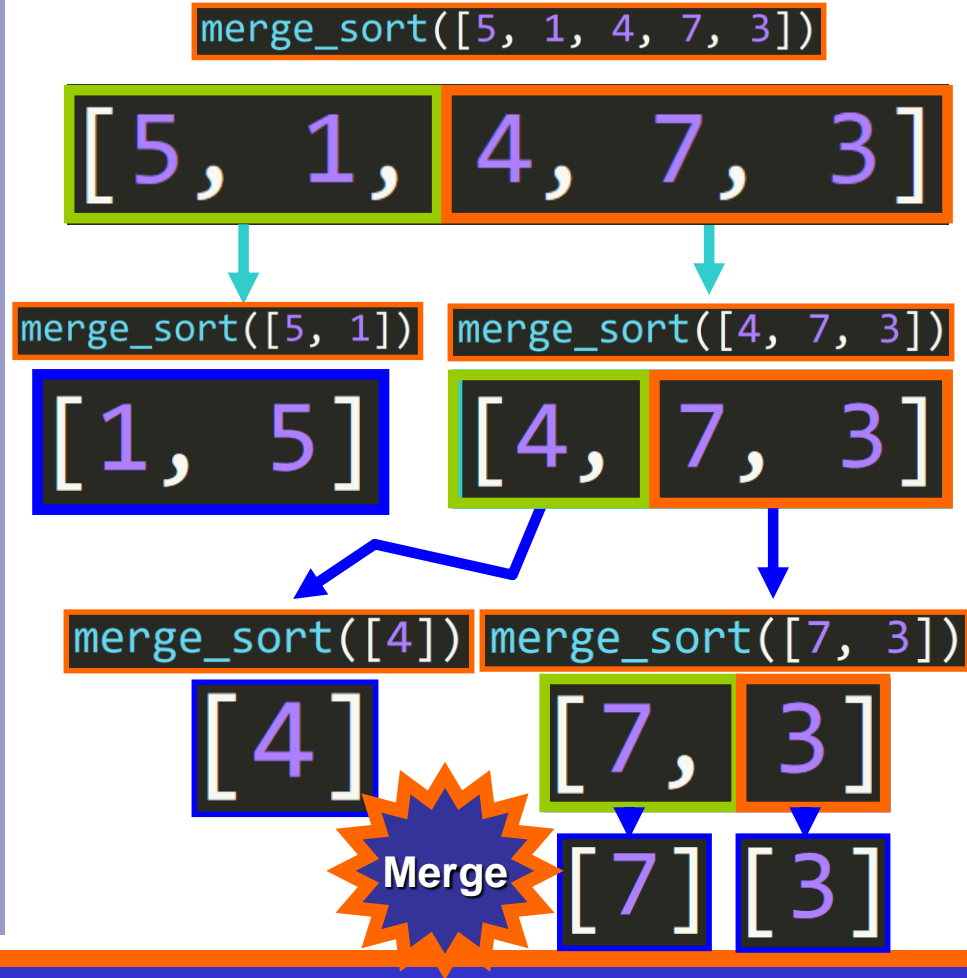 merge_sort([5, 1, 4, 7, 3])
[5, 1, 4, 7, 3]
merge_sort([5, 1]) merge_sort([4, 7, 3])
[1, 5] [4, 7, 3]
merge_sort([4]) merge_sort([7, 3])
[4] [7, 3]
Merge [7] [3]